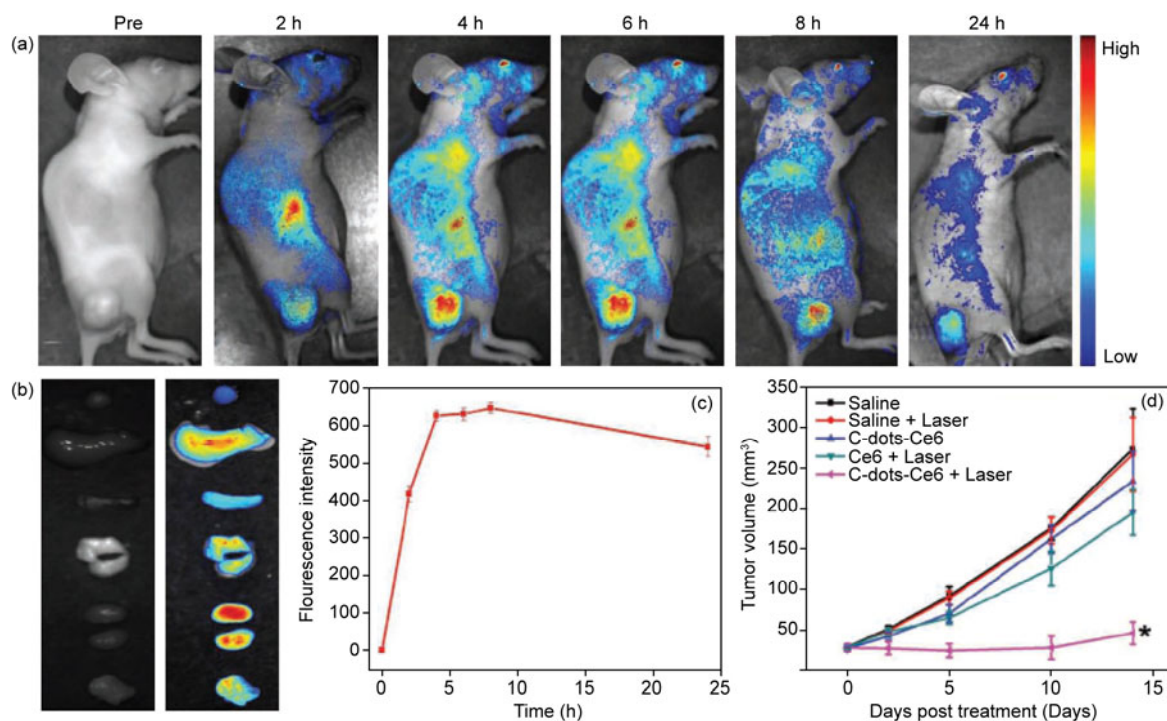 Pre 2 h 4 h 6 h 8 h 24 h
(a)
High
Low
(b)
(c)
Flourescence intensity
700
600
500
400
300
200
100
0
0 5 10 15 20 25
Time (h)
(d)
Saline
Saline + Laser
C-dots-Ce6
Ce6 + Laser
C-dots-Ce6 + Laser
Tumor volume (mm³)
350
300
250
200
150
100
50
*
0 5 10 15
Days post treatment (Days)